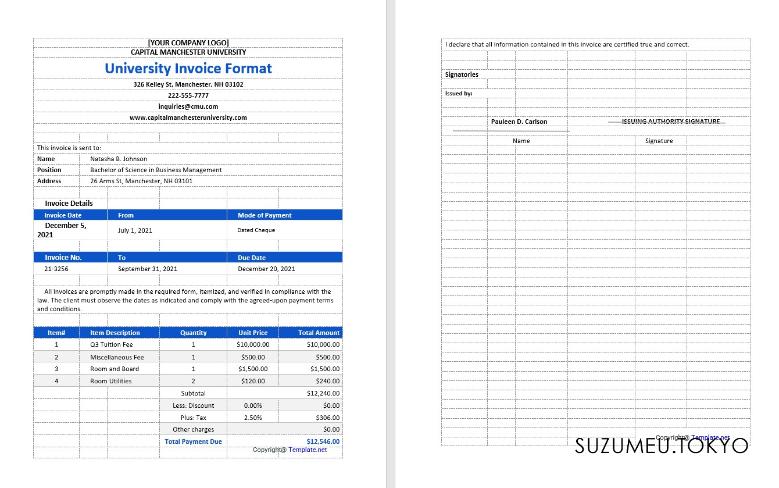 [YOUR COMPANY LOGO]
CAPITAL MANCHESTER UNIVERSITY
University Invoice Format
326 Kelley St, Manchester, NH 03102
222-555-7777
inquiries@cmu.com
www.capitalmanchesteruniversity.com
This invoice is sent to:
Name Natasha B. Johnson
Position Bachelor of Science in Business Management
Address 26 Arms St, Manchester, NH 03101
Invoice Details
Invoice Date From Mode of Payment
December 5, 2021 July 1, 2021 Dated Cheque
Invoice No. To Due Date
21-3256 September 31, 2021 December 20, 2021
All invoices are promptly made in the required form, itemized, and verified in compliance with the
law. The client must observe the dates as indicated and comply with the agreed-upon payment terms
and conditions.
Item# Item Description Quantity Unit Price Total Amount
1 Q3 Tuition Fee 1 $10,000.00 $10,000.00
2 Miscellaneous Fee 1 $500.00 $500.00
3 Room and Board 1 $1,500.00 $1,500.00
4 Room Utilities 2 $120.00 $240.00
Subtotal $12,240.00
Less: Discount 0.00% $0.00
Plus: Tax 2.50% $306.00
Other charges $0.00
Total Payment Due $12,546.00
Copyright@ Template.net
I declare that all information contained in this invoice are certified true and correct.
Signatories
Issued by:
Pauleen D. Carlson ISSUING AUTHORITY SIGNATURE
Name Signature
Copyright@ Template.net
SUZUMEU.TOKYO